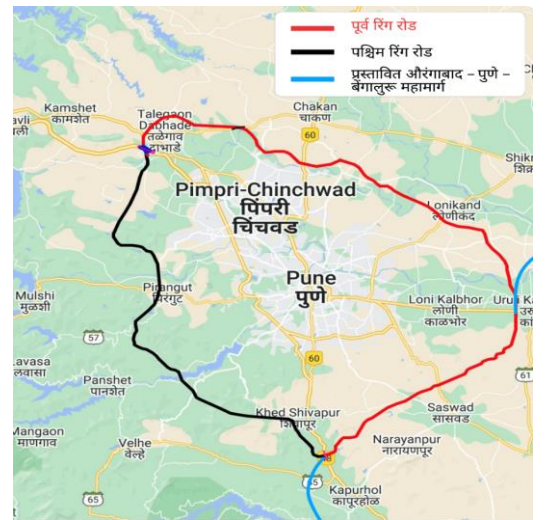 पूर्व रिंग रोड
पश्चिम रिंग रोड
प्रस्तावित औरंगाबाद – पुणे –
बेंगालुरू महामार्ग
Kamshet
कामशेत
Talegaon
Dabhade
तळेगाव
दाभाडे
Chakan
चाकण
60
Pimpri-Chinchwad
पिंपरी
चिंचवड
Lonikand
लोणीकंद
Pune
पुणे
Mulshi
मुळशी
Pirangut
पिरंगुट
Loni Kalbhor
लोणी
काळभोर
57
60
61
Panshet
पानशेत
Khed Shivapur
शिवापूर
Saswad
सासवड
Velhe
वेल्हे
Narayanpur
नारायणपूर
Mangaon
माणगाव
65
65
Kapurhol
कापूरहोळ